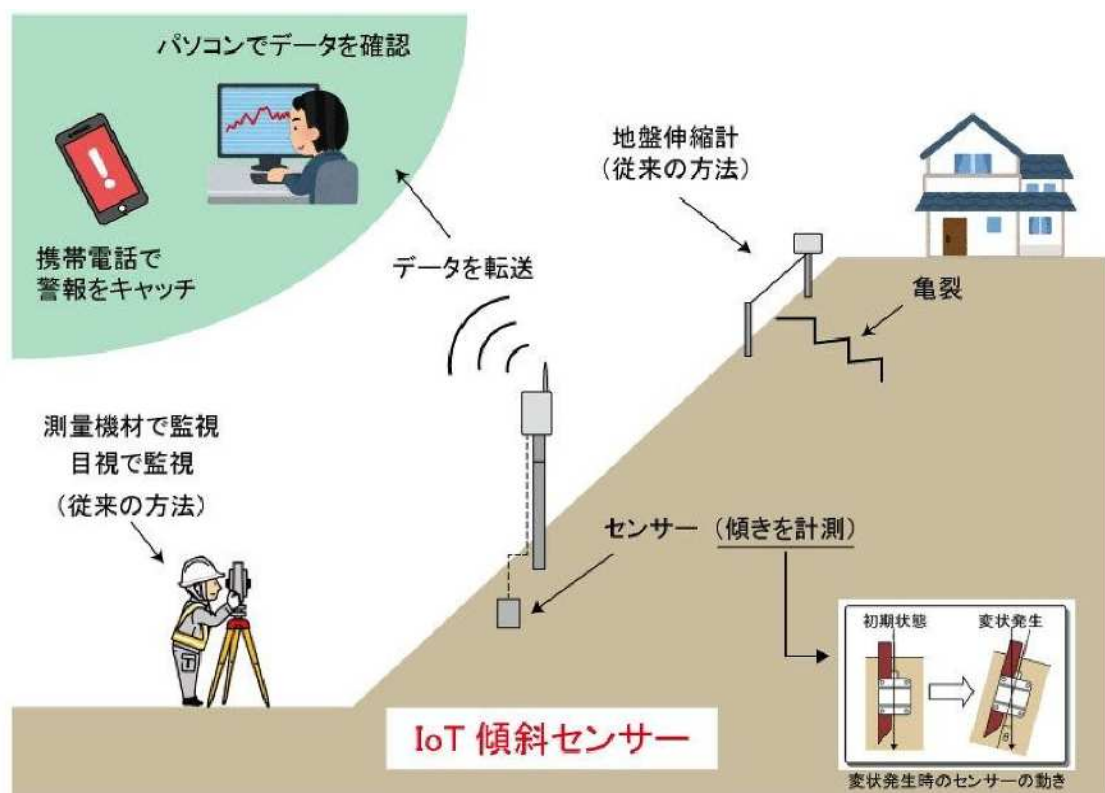 パソコンでデータを確認
携帯電話で
警報をキャッチ
データを転送
地盤伸縮計
(従来の方法)
亀裂
測量機材で監視
目視で監視
(従来の方法)
センサー (傾きを計測)
初期状態
変状発生
θ
変状発生時のセンサーの動き
IoT 傾斜センサー